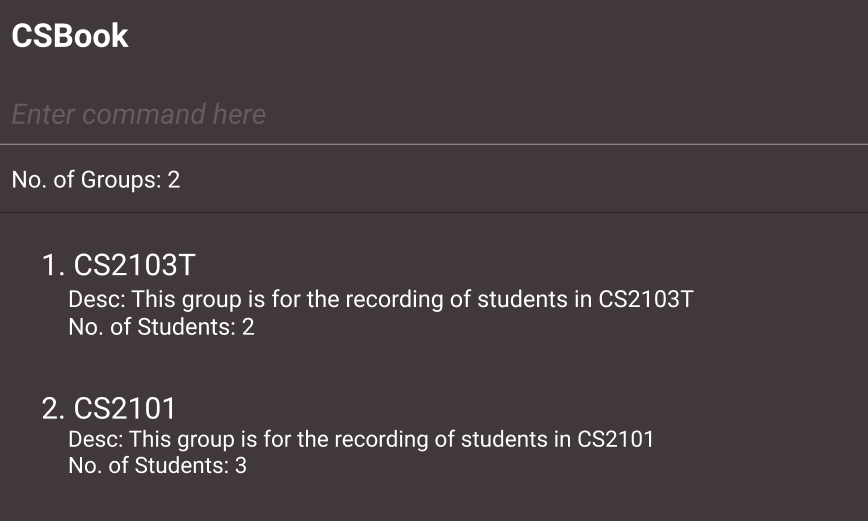 CSBook
Enter command here
No. of Groups: 2
1. CS2103T
Desc: This group is for the recording of students in CS2103T
No. of Students: 2
2. CS2101
Desc: This group is for the recording of students in CS2101
No. of Students: 3